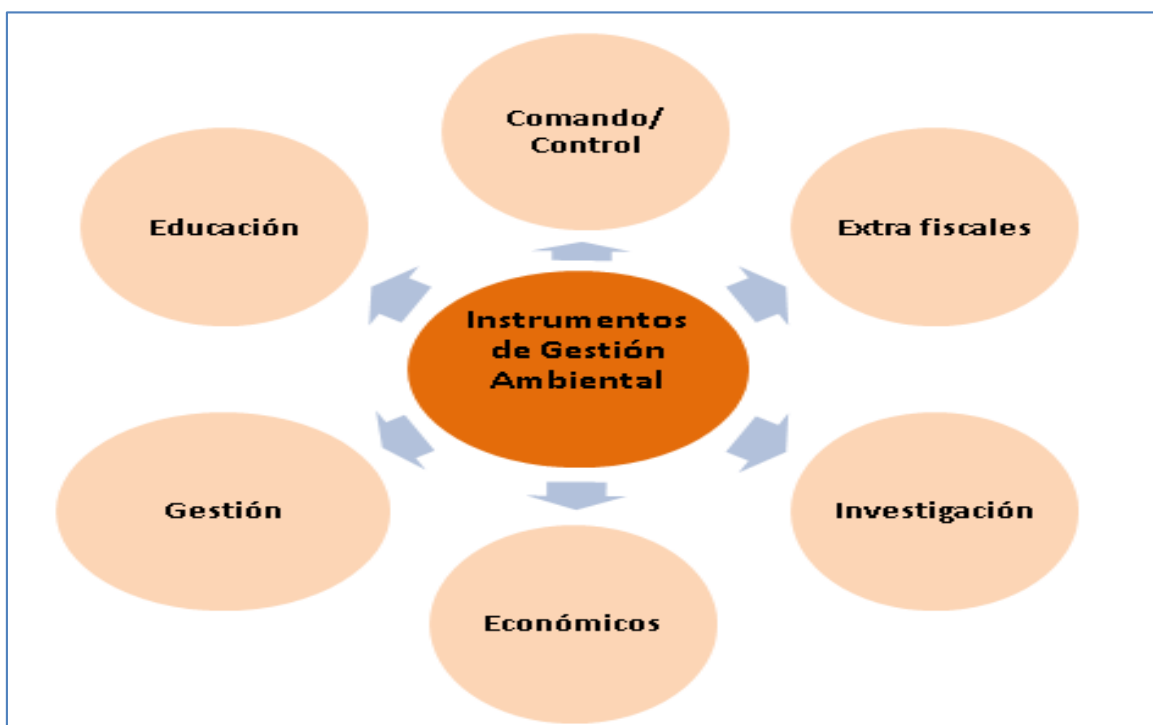 Comando/
Control
Educación
Extra fiscales
Instrumentos
de Gestión
Ambiental
Gestión
Investigación
Económicos